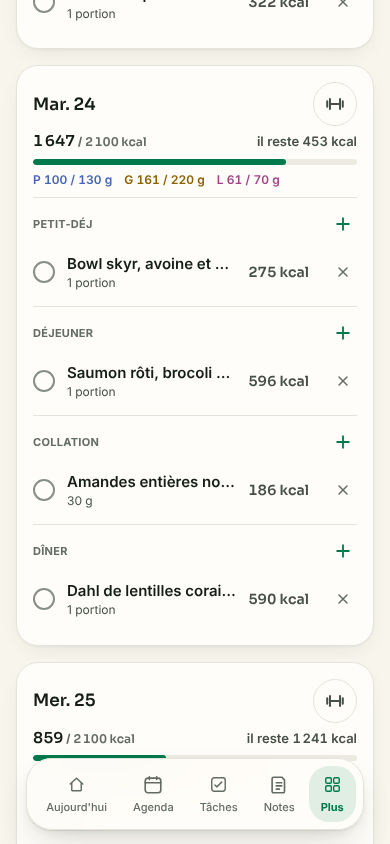 322 kcal
1 portion
Mar. 24
1 647 / 2 100 kcal
il reste 453 kcal
P 100 / 130 g G 161 / 220 g L 61 / 70 g
PETIT-DÉJ
Bowl skyr, avoine et ...
275 kcal
1 portion
DÉJEUNER
Saumon rôti, brocoli ...
596 kcal
1 portion
COLLATION
Amandes entières no...
186 kcal
30 g
DÎNER
Dahl de lentilles corai...
590 kcal
1 portion
Mer. 25
859 / 2 100 kcal
il reste 1 241 kcal
Aujourd'hui
Agenda
Tâches
Notes
Plus